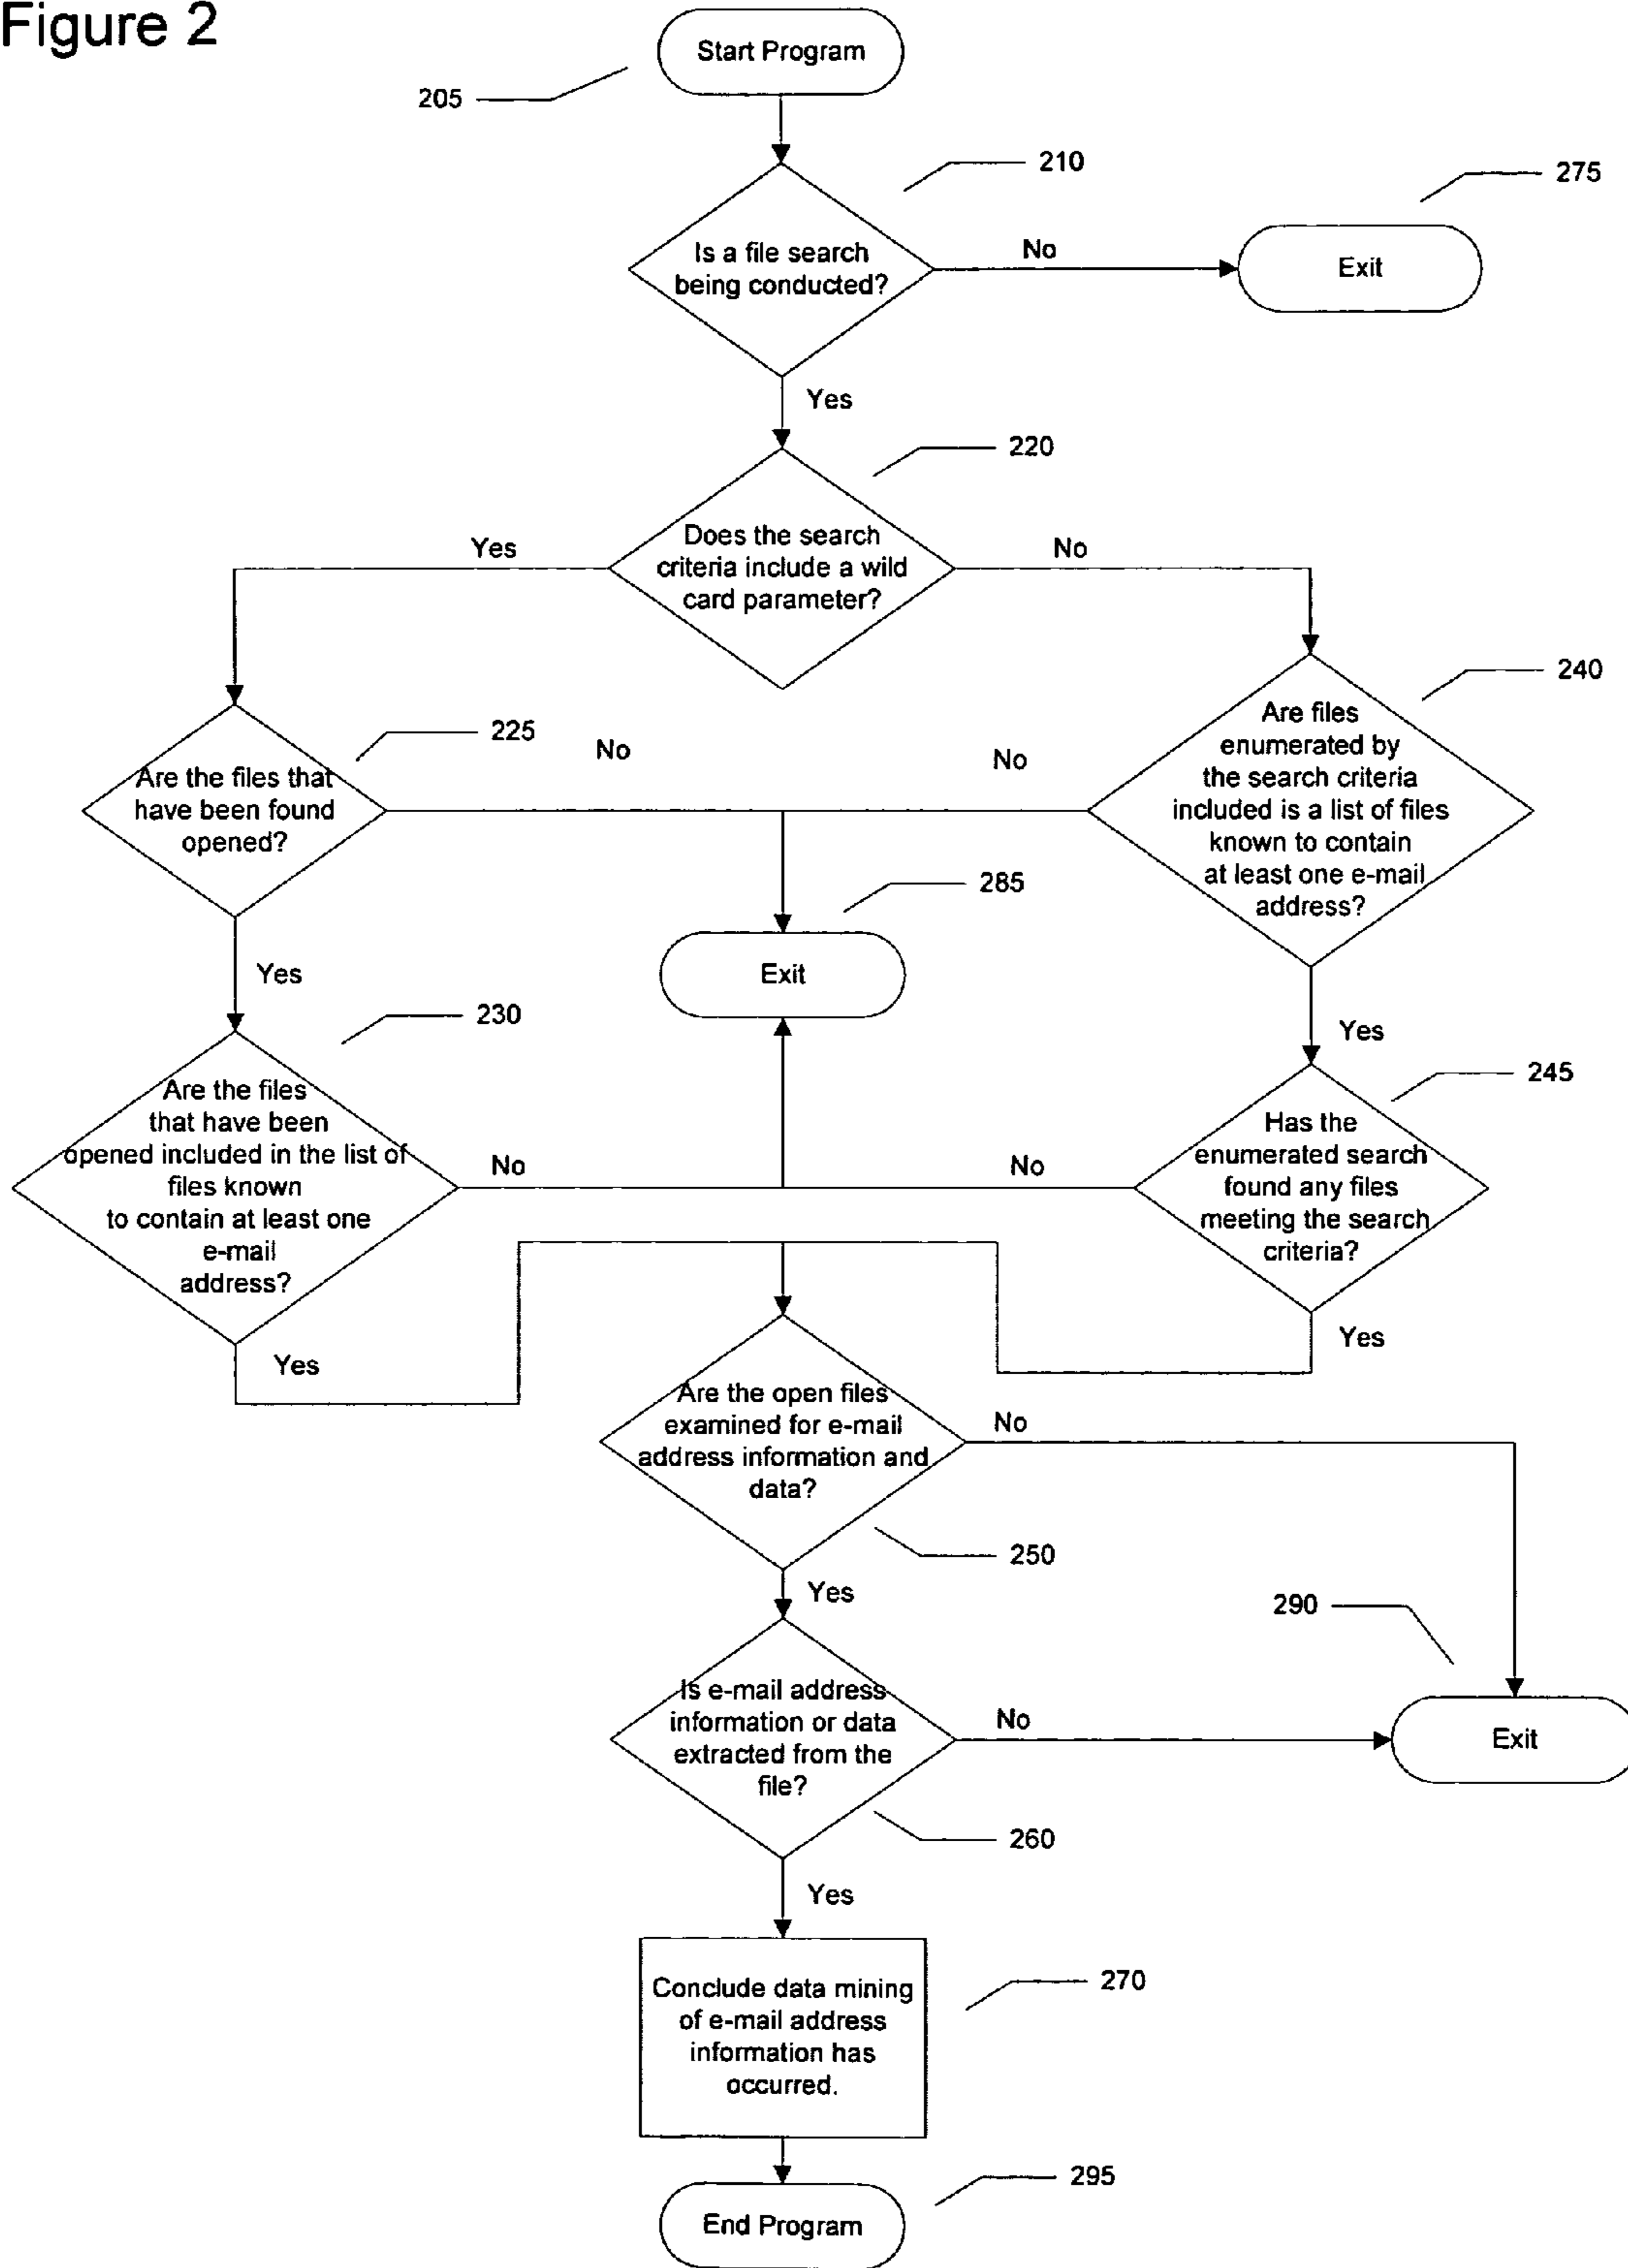 Figure 2
Start Program
205
210
275
Is a file search
being conducted?
No
Exit
Yes
220
Does the search
criteria include a wild
card parameter?
Yes
No
240
Are files
enumerated by
the search criteria
included is a list of files
known to contain
at least one e-mail
address?
225
No
No
Are the files that
have been found
opened?
285
Exit
Yes
230
Yes
245
Are the files
that have been
opened included in the list of
files known
to contain at least one
e-mail
address?
No
No
Has the
enumerated search
found any files
meeting the search
criteria?
Yes
Yes
Are the open files
examined for e-mail
address information and
data?
No
250
Yes
290
Is e-mail address
information or data
extracted from the
file?
No
Exit
260
Yes
Conclude data mining
of e-mail address
information has
occurred.
270
295
End Program